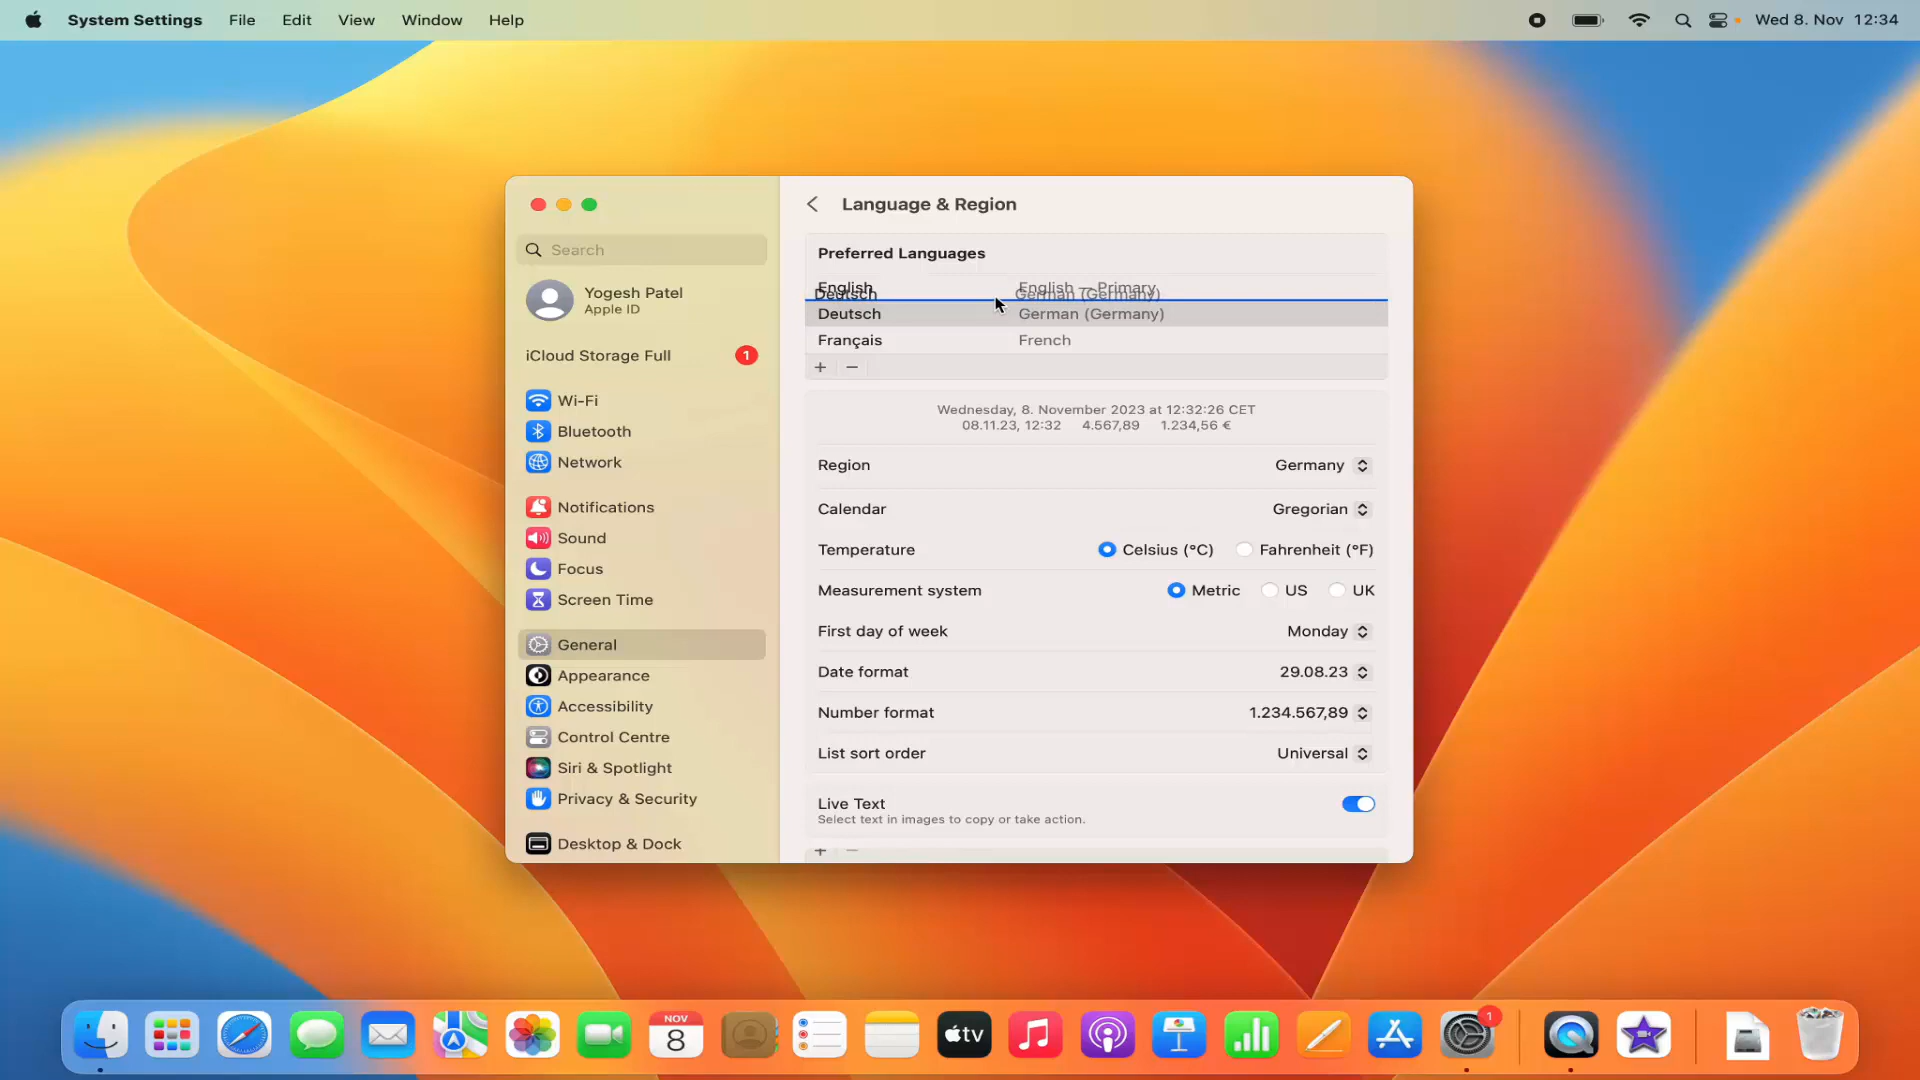 System Settings File Edit View Window Help Wed 8. Nov 12:34
Search
Yogesh Patel
Apple ID
iCloud Storage Full 1
Wi-Fi
Bluetooth
Network
Notifications
Sound
Focus
Screen Time
General
Appearance
Accessibility
Control Centre
Siri & Spotlight
Privacy & Security
Desktop & Dock
Language & Region
Preferred Languages
English English — Primary
Deutsch German (Germany)
Deutsch German (Germany)
Français French
+ −
Wednesday, 8. November 2023 at 12:32:26 CET
08.11.23, 12:32 4.567,89 1.234,56 €
Region Germany
Calendar Gregorian
Temperature Celsius (°C) Fahrenheit (°F)
Measurement system Metric US UK
First day of week Monday
Date format 29.08.23
Number format 1.234.567,89
List sort order Universal
Live Text
Select text in images to copy or take action.
+ −
NOV
8
tv
1